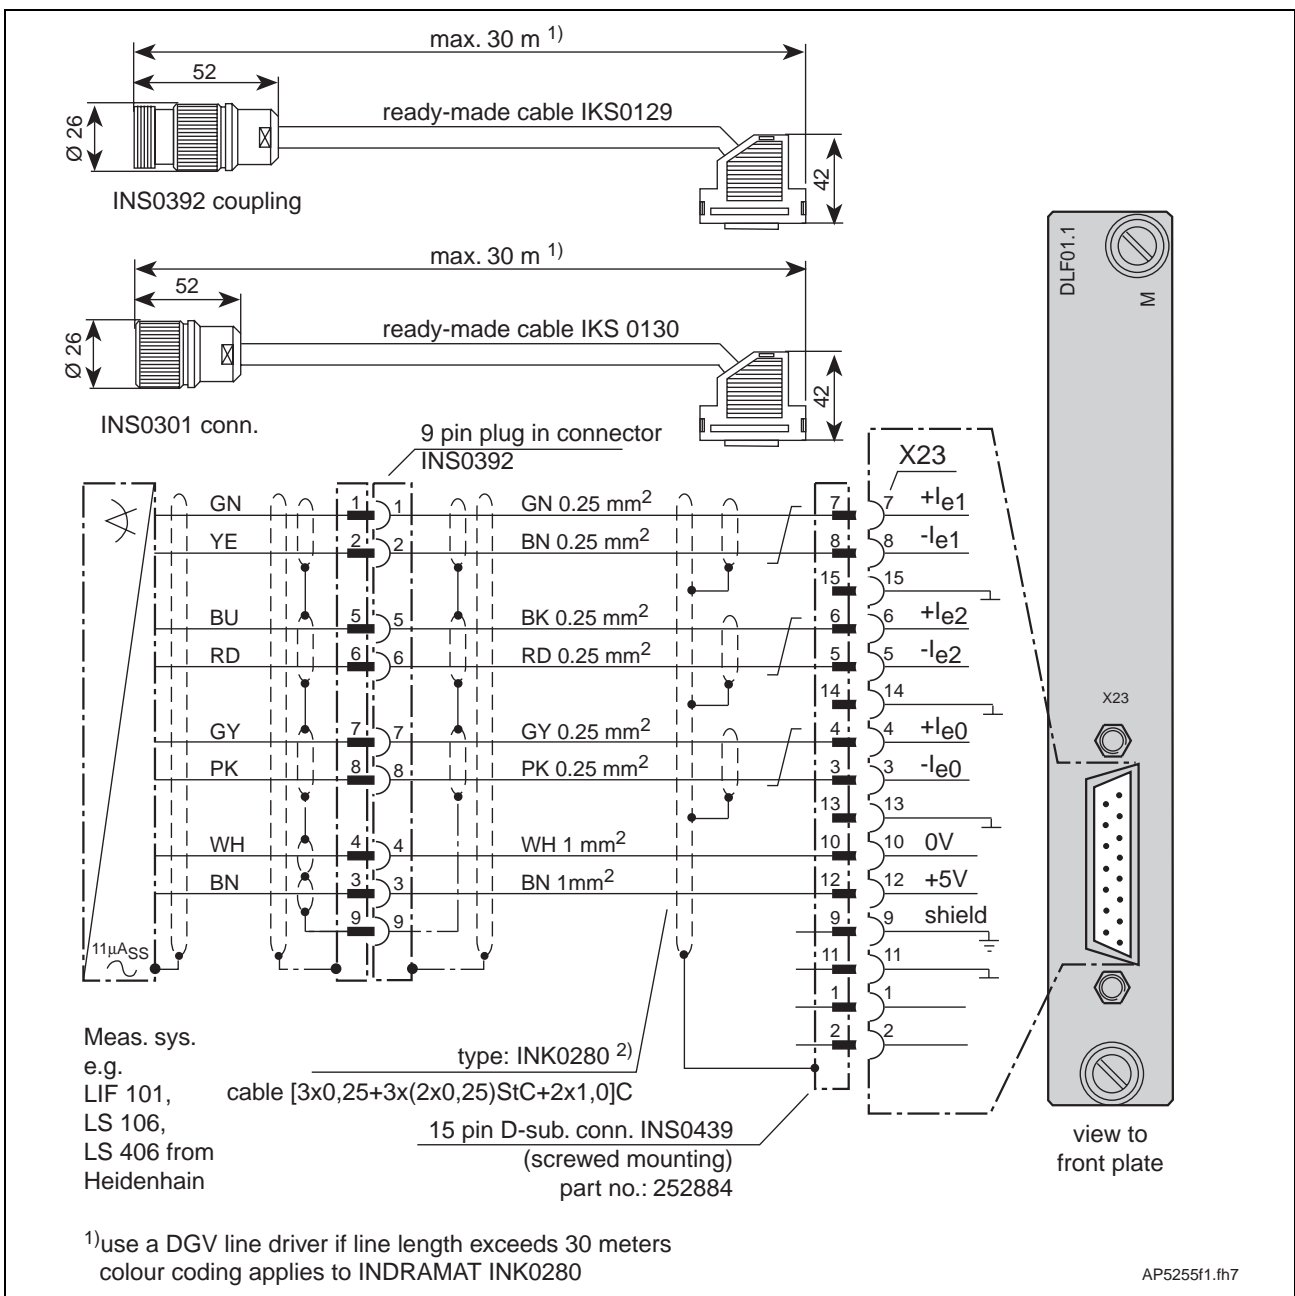 max. 30 m 1)
52
Ø 26
ready-made cable IKS0129
42
INS0392 coupling
max. 30 m 1)
52
Ø 26
ready-made cable IKS 0130
42
INS0301 conn.
DLF01.1
M
9 pin plug in connector
INS0392
X23
GN 1 1 GN 0.25 mm2 7 7 +Ie1
YE 2 2 BN 0.25 mm2 8 8 -Ie1
15 15
BU 5 5 BK 0.25 mm2 6 6 +Ie2
RD 6 6 RD 0.25 mm2 5 5 -Ie2
14 14
X23
GY 7 7 GY 0.25 mm2 4 4 +Ie0
PK 8 8 PK 0.25 mm2 3 3 -Ie0
13 13
WH 4 4 WH 1 mm2 10 10 0V
BN 3 3 BN 1mm2 12 12 +5V
9 9 9 9 shield
11µASS
11 11
1 1
2 2
Meas. sys.
e.g.
LIF 101,
LS 106,
LS 406 from
Heidenhain
type: INK0280 2)
cable [3x0,25+3x(2x0,25)StC+2x1,0]C
15 pin D-sub. conn. INS0439
(screwed mounting)
part no.: 252884
view to
front plate
1)use a DGV line driver if line length exceeds 30 meters
colour coding applies to INDRAMAT INK0280
AP5255f1.fh7